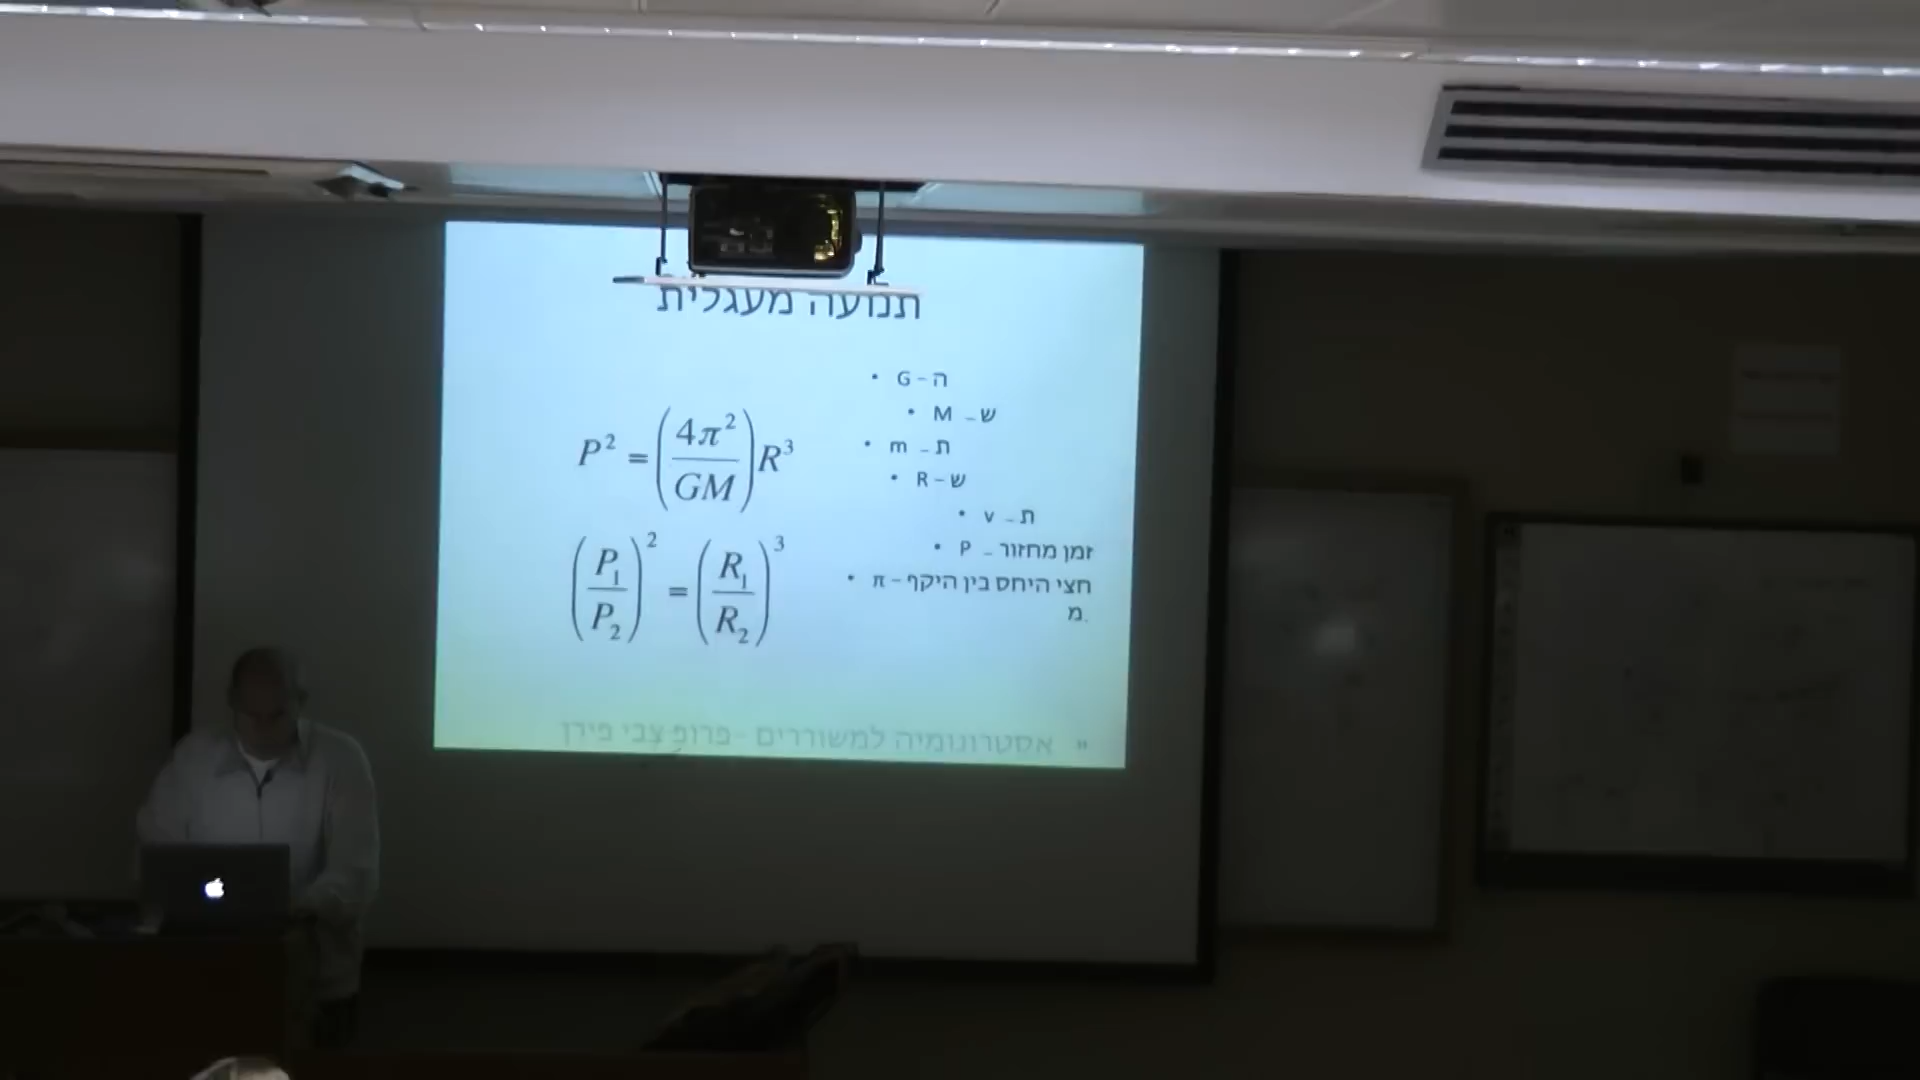 תנועה מעגלית
• G – ה
• M – ש
• m – ת
• R – ש
• v – ת
• P – זמן מחזור
• π – חצי היחס בין היקף
מ.
P² = (4π²/GM) R³
(P₁/P₂)² = (R₁/R₂)³
" אסטרונומיה למשוררים - פרופ צבי פירן